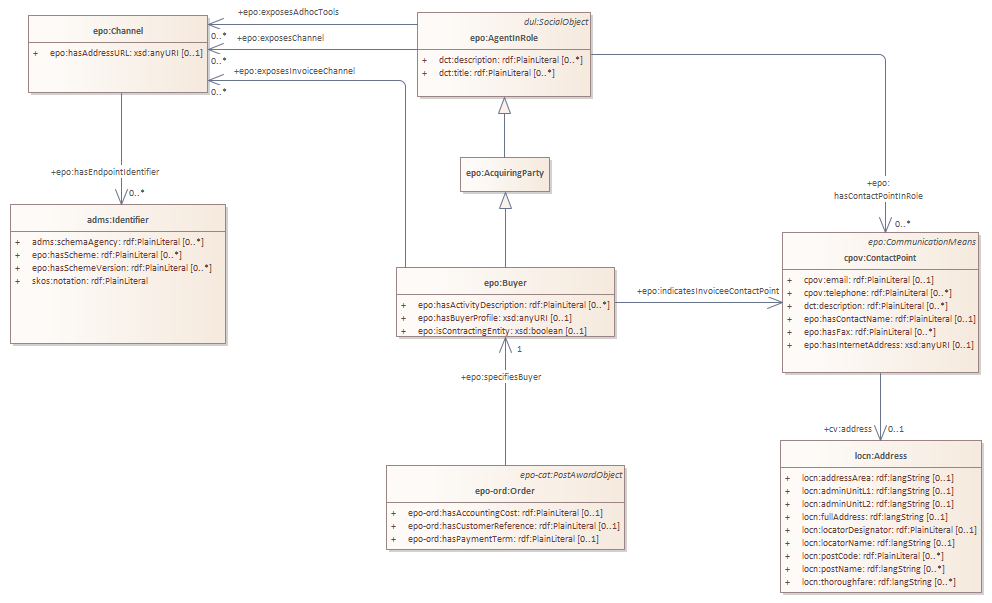 +epo:exposesAdhocTools
0..*
+epo:exposesChannel
0..*
+epo:exposesInvoiceeChannel
0..*
epo:Channel
+ epo:hasAddressURL: xsd:anyURI [0..1]
dul:SocialObject
epo:AgentInRole
+ dct:description: rdf:PlainLiteral [0..*]
+ dct:title: rdf:PlainLiteral [0..*]
+epo:hasEndpointIdentifier
0..*
epo:AcquiringParty
+epo:
hasContactPointInRole
0..*
adms:Identifier
+ adms:schemaAgency: rdf:PlainLiteral [0..*]
+ epo:hasScheme: rdf:PlainLiteral [0..*]
+ epo:hasSchemeVersion: rdf:PlainLiteral [0..*]
+ skos:notation: rdf:PlainLiteral
epo:Buyer
+ epo:hasActivityDescription: rdf:PlainLiteral [0..*]
+ epo:hasBuyerProfile: xsd:anyURI [0..1]
+ epo:isContractingEntity: xsd:boolean [0..1]
+epo:indicatesInvoiceeContactPoint
epo:CommunicationMeans
cpov:ContactPoint
+ cpov:email: rdf:PlainLiteral [0..1]
+ cpov:telephone: rdf:PlainLiteral [0..*]
+ dct:description: rdf:PlainLiteral [0..*]
+ epo:hasContactName: rdf:PlainLiteral [0..1]
+ epo:hasFax: rdf:PlainLiteral [0..*]
+ epo:hasInternetAddress: xsd:anyURI [0..1]
1
+epo:specifiesBuyer
+cv:address
0..1
epo-cat:PostAwardObject
epo-ord:Order
+ epo-ord:hasAccountingCost: rdf:PlainLiteral [0..1]
+ epo-ord:hasCustomerReference: rdf:PlainLiteral [0..1]
+ epo-ord:hasPaymentTerm: rdf:PlainLiteral [0..1]
locn:Address
+ locn:addressArea: rdf:langString [0..1]
+ locn:adminUnitL1: rdf:langString [0..1]
+ locn:adminUnitL2: rdf:langString [0..1]
+ locn:fullAddress: rdf:langString [0..1]
+ locn:locatorDesignator: rdf:PlainLiteral [0..1]
+ locn:locatorName: rdf:langString [0..1]
+ locn:postCode: rdf:PlainLiteral [0..*]
+ locn:postName: rdf:langString [0..*]
+ locn:thoroughfare: rdf:langString [0..*]